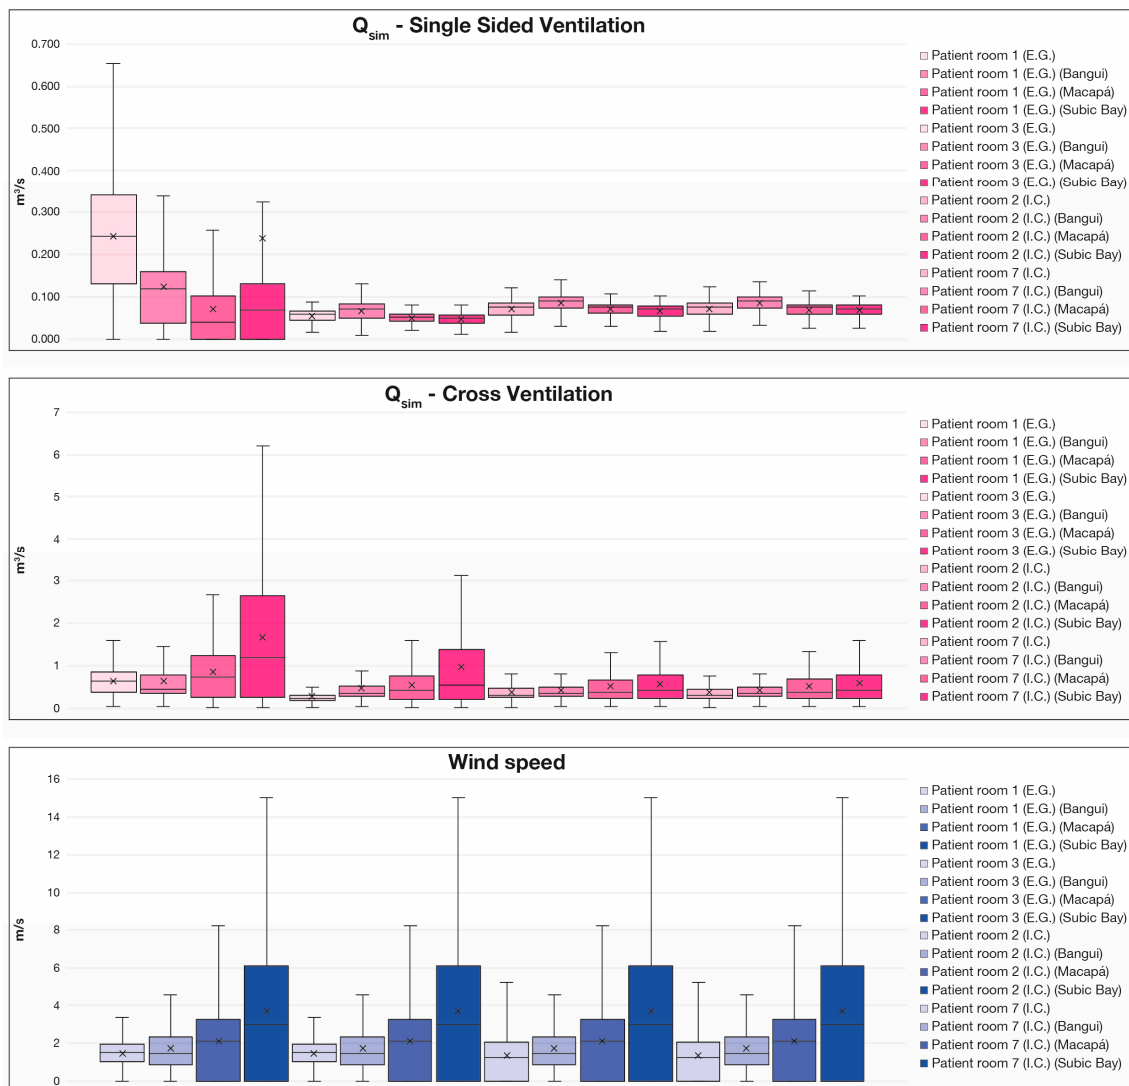 Qsim - Single Sided Ventilation
0.700
0.600
0.500
0.400
0.300
0.200
0.100
0.000
m³/s
Patient room 1 (E.G.)
Patient room 1 (E.G.) (Bangui)
Patient room 1 (E.G.) (Macapá)
Patient room 1 (E.G.) (Subic Bay)
Patient room 3 (E.G.)
Patient room 3 (E.G.) (Bangui)
Patient room 3 (E.G.) (Macapá)
Patient room 3 (E.G.) (Subic Bay)
Patient room 2 (I.C.)
Patient room 2 (I.C.) (Bangui)
Patient room 2 (I.C.) (Macapá)
Patient room 2 (I.C.) (Subic Bay)
Patient room 7 (I.C.)
Patient room 7 (I.C.) (Bangui)
Patient room 7 (I.C.) (Macapá)
Patient room 7 (I.C.) (Subic Bay)
Qsim - Cross Ventilation
7
6
5
4
3
2
1
0
m³/s
Patient room 1 (E.G.)
Patient room 1 (E.G.) (Bangui)
Patient room 1 (E.G.) (Macapá)
Patient room 1 (E.G.) (Subic Bay)
Patient room 3 (E.G.)
Patient room 3 (E.G.) (Bangui)
Patient room 3 (E.G.) (Macapá)
Patient room 3 (E.G.) (Subic Bay)
Patient room 2 (I.C.)
Patient room 2 (I.C.) (Bangui)
Patient room 2 (I.C.) (Macapá)
Patient room 2 (I.C.) (Subic Bay)
Patient room 7 (I.C.)
Patient room 7 (I.C.) (Bangui)
Patient room 7 (I.C.) (Macapá)
Patient room 7 (I.C.) (Subic Bay)
Wind speed
16
14
12
10
8
6
4
2
0
m/s
Patient room 1 (E.G.)
Patient room 1 (E.G.) (Bangui)
Patient room 1 (E.G.) (Macapá)
Patient room 1 (E.G.) (Subic Bay)
Patient room 3 (E.G.)
Patient room 3 (E.G.) (Bangui)
Patient room 3 (E.G.) (Macapá)
Patient room 3 (E.G.) (Subic Bay)
Patient room 2 (I.C.)
Patient room 2 (I.C.) (Bangui)
Patient room 2 (I.C.) (Macapá)
Patient room 2 (I.C.) (Subic Bay)
Patient room 7 (I.C.)
Patient room 7 (I.C.) (Bangui)
Patient room 7 (I.C.) (Macapá)
Patient room 7 (I.C.) (Subic Bay)